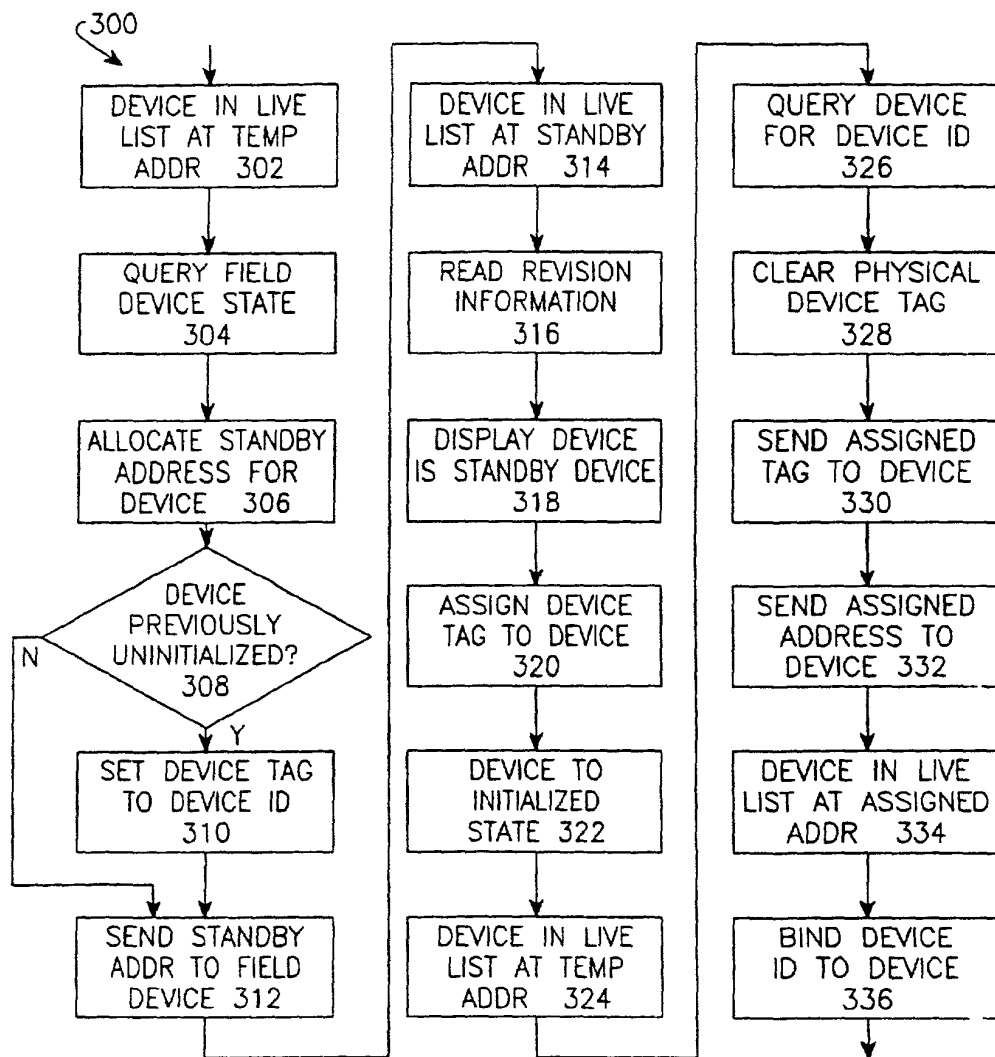 300
DEVICE IN LIVE
LIST AT TEMP
ADDR 302
QUERY FIELD
DEVICE STATE
304
ALLOCATE STANDBY
ADDRESS FOR
DEVICE 306
DEVICE
PREVIOUSLY
UNINITIALIZED?
308
N
Y
SET DEVICE TAG
TO DEVICE ID
310
SEND STANDBY
ADDR TO FIELD
DEVICE 312
DEVICE IN LIVE
LIST AT STANDBY
ADDR 314
READ REVISION
INFORMATION
316
DISPLAY DEVICE
IS STANDBY DEVICE
318
ASSIGN DEVICE
TAG TO DEVICE
320
DEVICE TO
INITIALIZED
STATE 322
DEVICE IN LIVE
LIST AT TEMP
ADDR 324
QUERY DEVICE
FOR DEVICE ID
326
CLEAR PHYSICAL
DEVICE TAG
328
SEND ASSIGNED
TAG TO DEVICE
330
SEND ASSIGNED
ADDRESS TO
DEVICE 332
DEVICE IN LIVE
LIST AT ASSIGNED
ADDR 334
BIND DEVICE
ID TO DEVICE
336